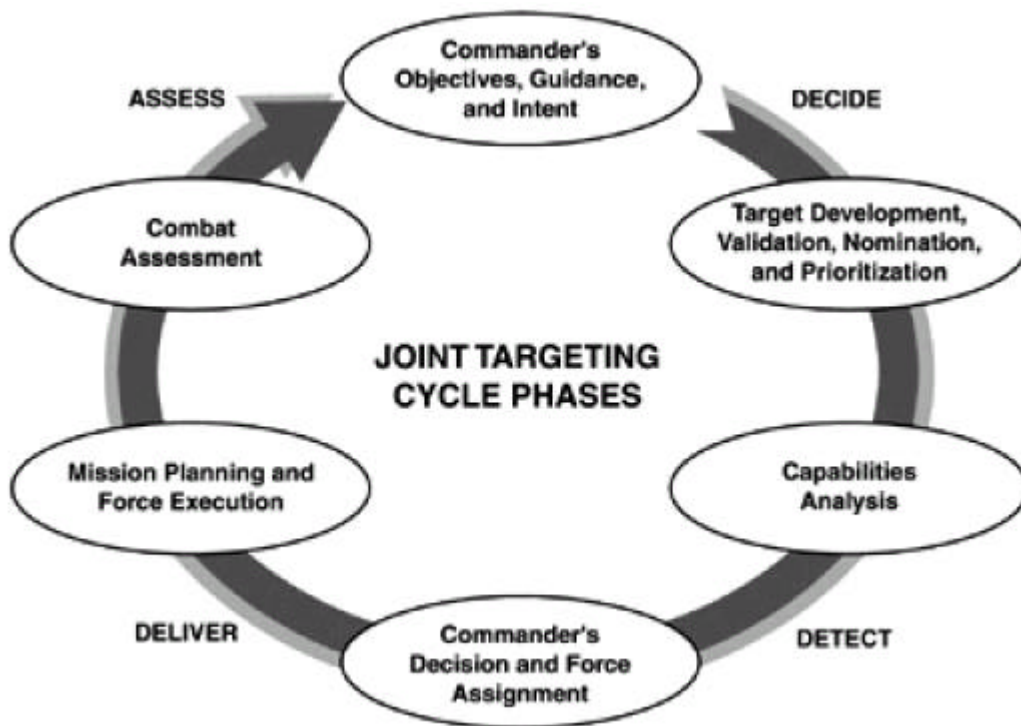 Commander's
Objectives, Guidance,
and Intent
ASSESS
DECIDE
Combat
Assessment
Target Development,
Validation, Nomination,
and Prioritization
JOINT TARGETING
CYCLE PHASES
Mission Planning and
Force Execution
Capabilities
Analysis
DELIVER
Commander's
Decision and Force
Assignment
DETECT